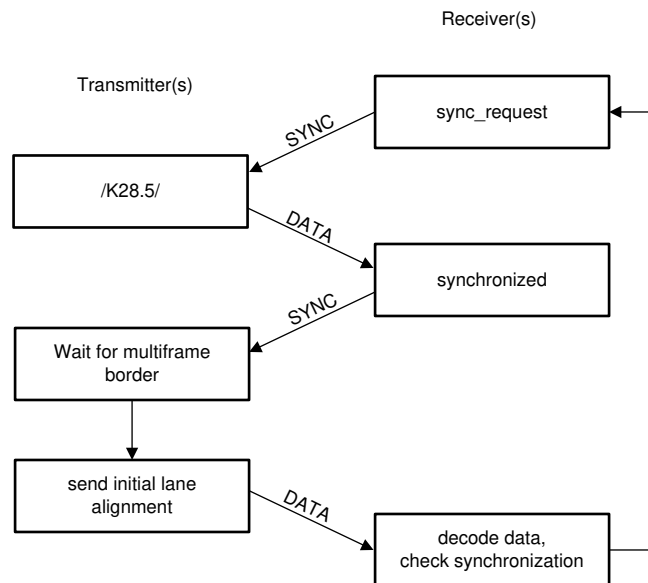 Receiver(s)
Transmitter(s)
sync_request
SYNC
/K28.5/
DATA
synchronized
SYNC
Wait for multiframe
border
send initial lane
alignment
DATA
decode data,
check synchronization